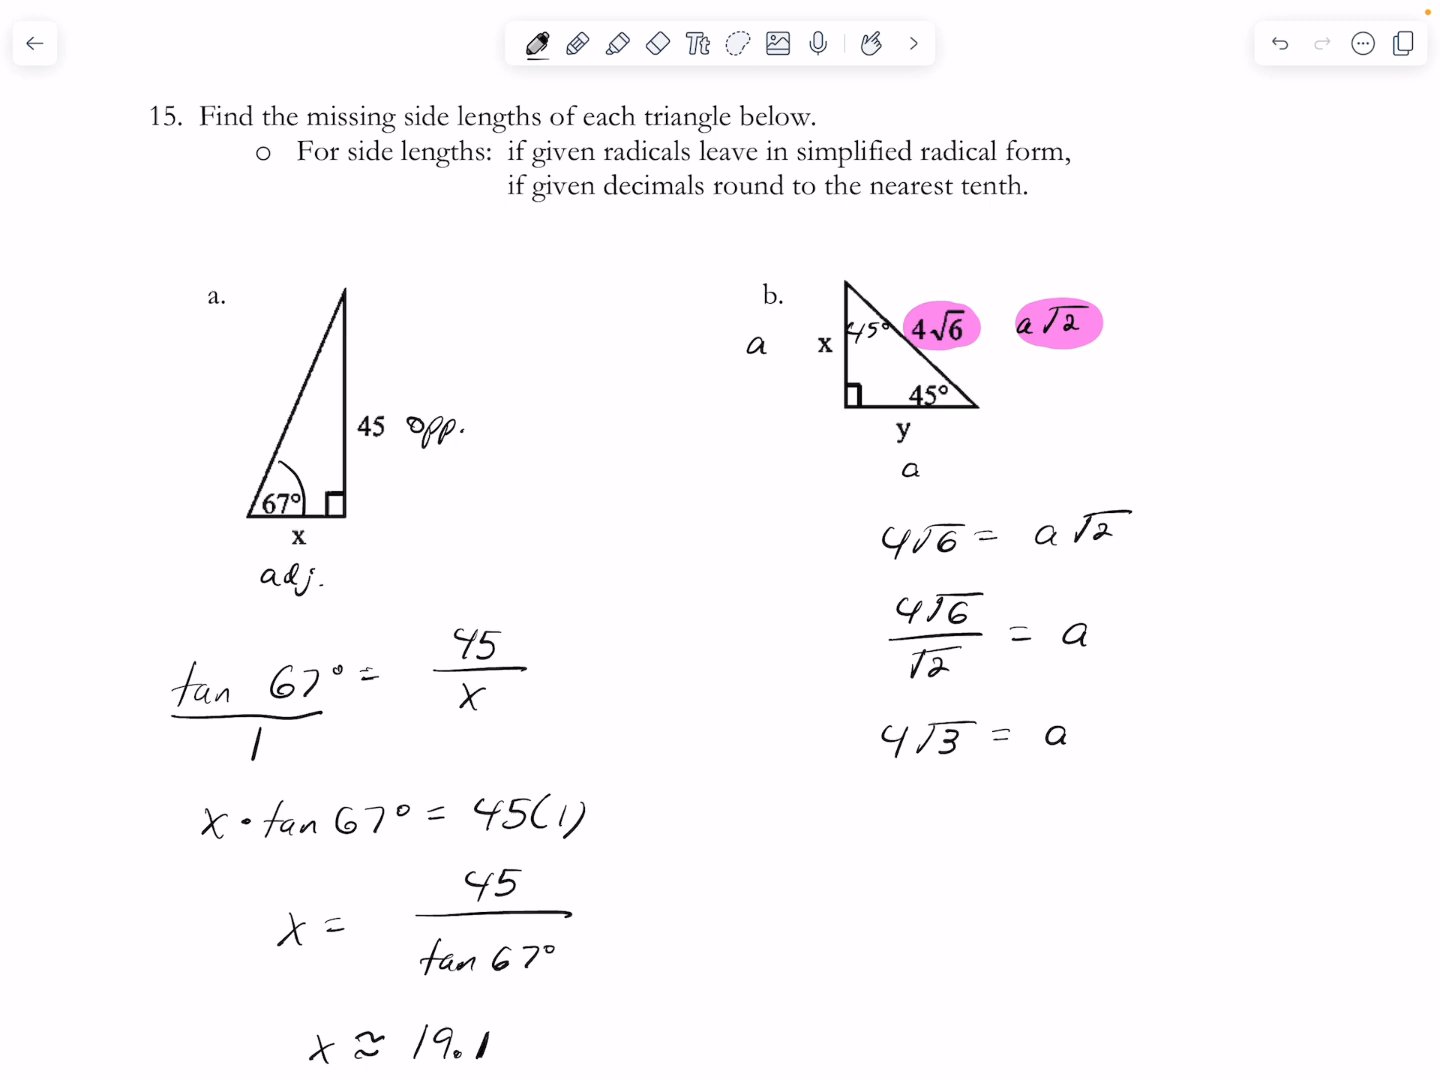 Tt
15. Find the missing side lengths of each triangle below.
o For side lengths: if given radicals leave in simplified radical form,
if given decimals round to the nearest tenth.
a.
45 opp.
67°
x
adj.
tan 67° / 1 = 45 / x
x • tan 67° = 45(1)
x = 45 / tan 67°
x ≈ 19.1
b.
a x 45° 4√6 a√2
45°
y
a
4√6 = a√2
4√6 / √2 = a
4√3 = a